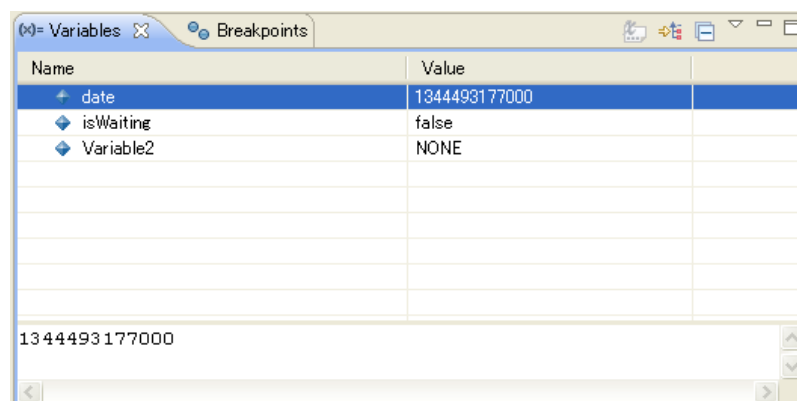 (x)= Variables Breakpoints
Name Value
date 1344493177000
isWaiting false
Variable2 NONE
1344493177000